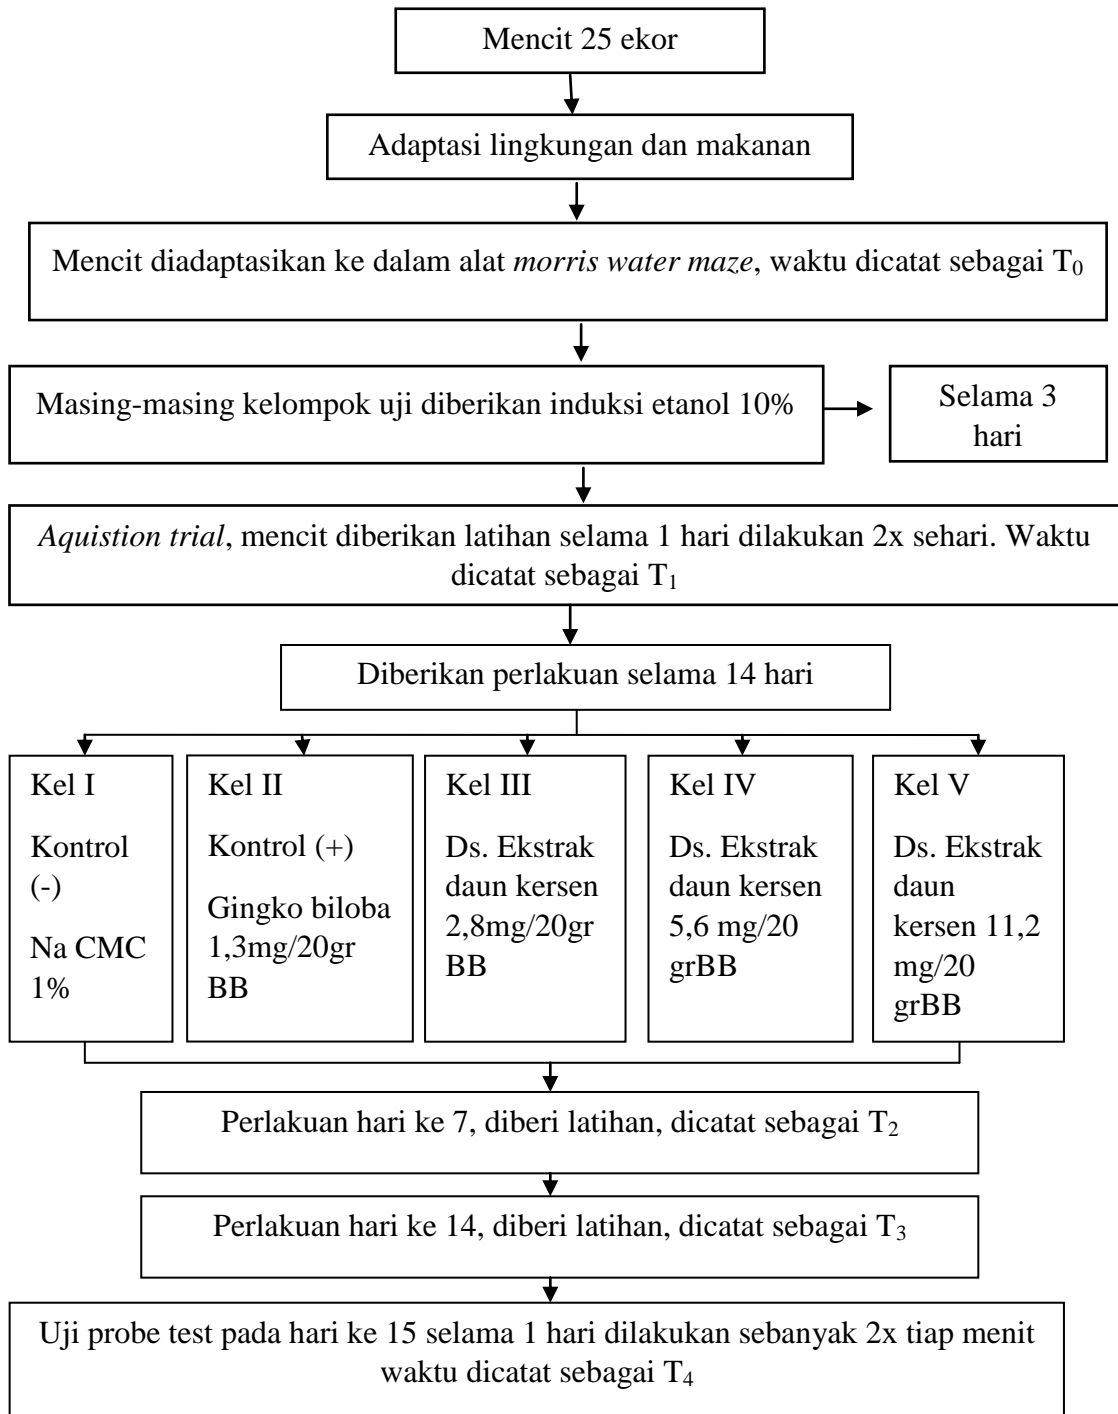 Mencit 25 ekor
Adaptasi lingkungan dan makanan
Mencit diadaptasikan ke dalam alat morris water maze, waktu dicatat sebagai T₀
Masing-masing kelompok uji diberikan induksi etanol 10%
Selama 3
hari
Aquistion trial, mencit diberikan latihan selama 1 hari dilakukan 2x sehari. Waktu
dicatat sebagai T₁
Diberikan perlakuan selama 14 hari
Kel I
Kontrol
(-)
Na CMC
1%
Kel II
Kontrol (+)
Gingko biloba
1,3mg/20gr
BB
Kel III
Ds. Ekstrak
daun kersen
2,8mg/20gr
BB
Kel IV
Ds. Ekstrak
daun kersen
5,6 mg/20
grBB
Kel V
Ds. Ekstrak
daun
kersen 11,2
mg/20
grBB
Perlakuan hari ke 7, diberi latihan, dicatat sebagai T₂
Perlakuan hari ke 14, diberi latihan, dicatat sebagai T₃
Uji probe test pada hari ke 15 selama 1 hari dilakukan sebanyak 2x tiap menit
waktu dicatat sebagai T₄